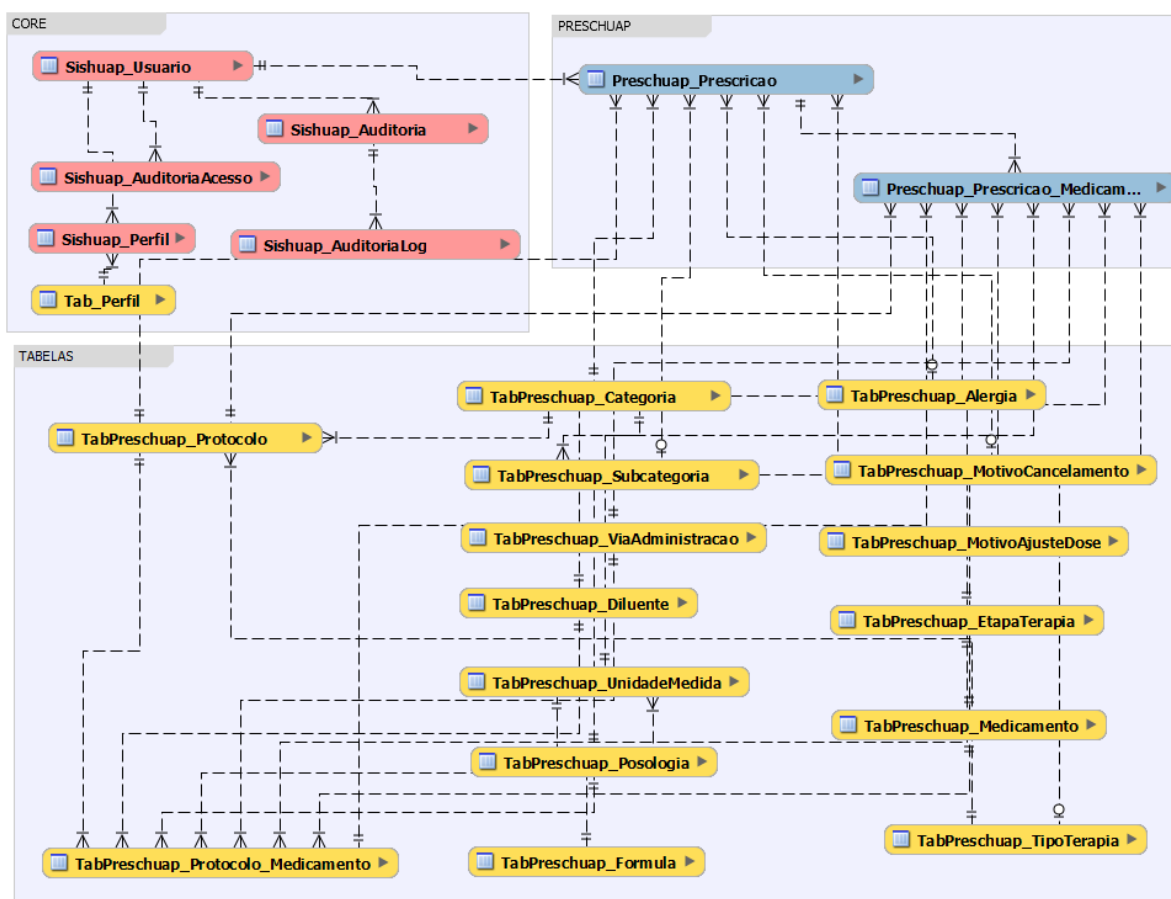 CORE
Sishuap_Usuario
Sishuap_Auditoria
Sishuap_AuditoriaAcesso
Sishuap_Perfil
Sishuap_AuditoriaLog
Tab_Perfil
PRESCHUAP
Preschuap_Prescricao
Preschuap_Prescricao_Medicam...
TABELAS
TabPreschuap_Categoria
TabPreschuap_Alergia
TabPreschuap_Protocolo
TabPreschuap_Subcategoria
TabPreschuap_MotivoCancelamento
TabPreschuap_ViaAdministracao
TabPreschuap_MotivoAjusteDose
TabPreschuap_Diluente
TabPreschuap_EtapaTerapia
TabPreschuap_UnidadeMedida
TabPreschuap_Medicamento
TabPreschuap_Posologia
TabPreschuap_TipoTerapia
TabPreschuap_Protocolo_Medicamento
TabPreschuap_Formula